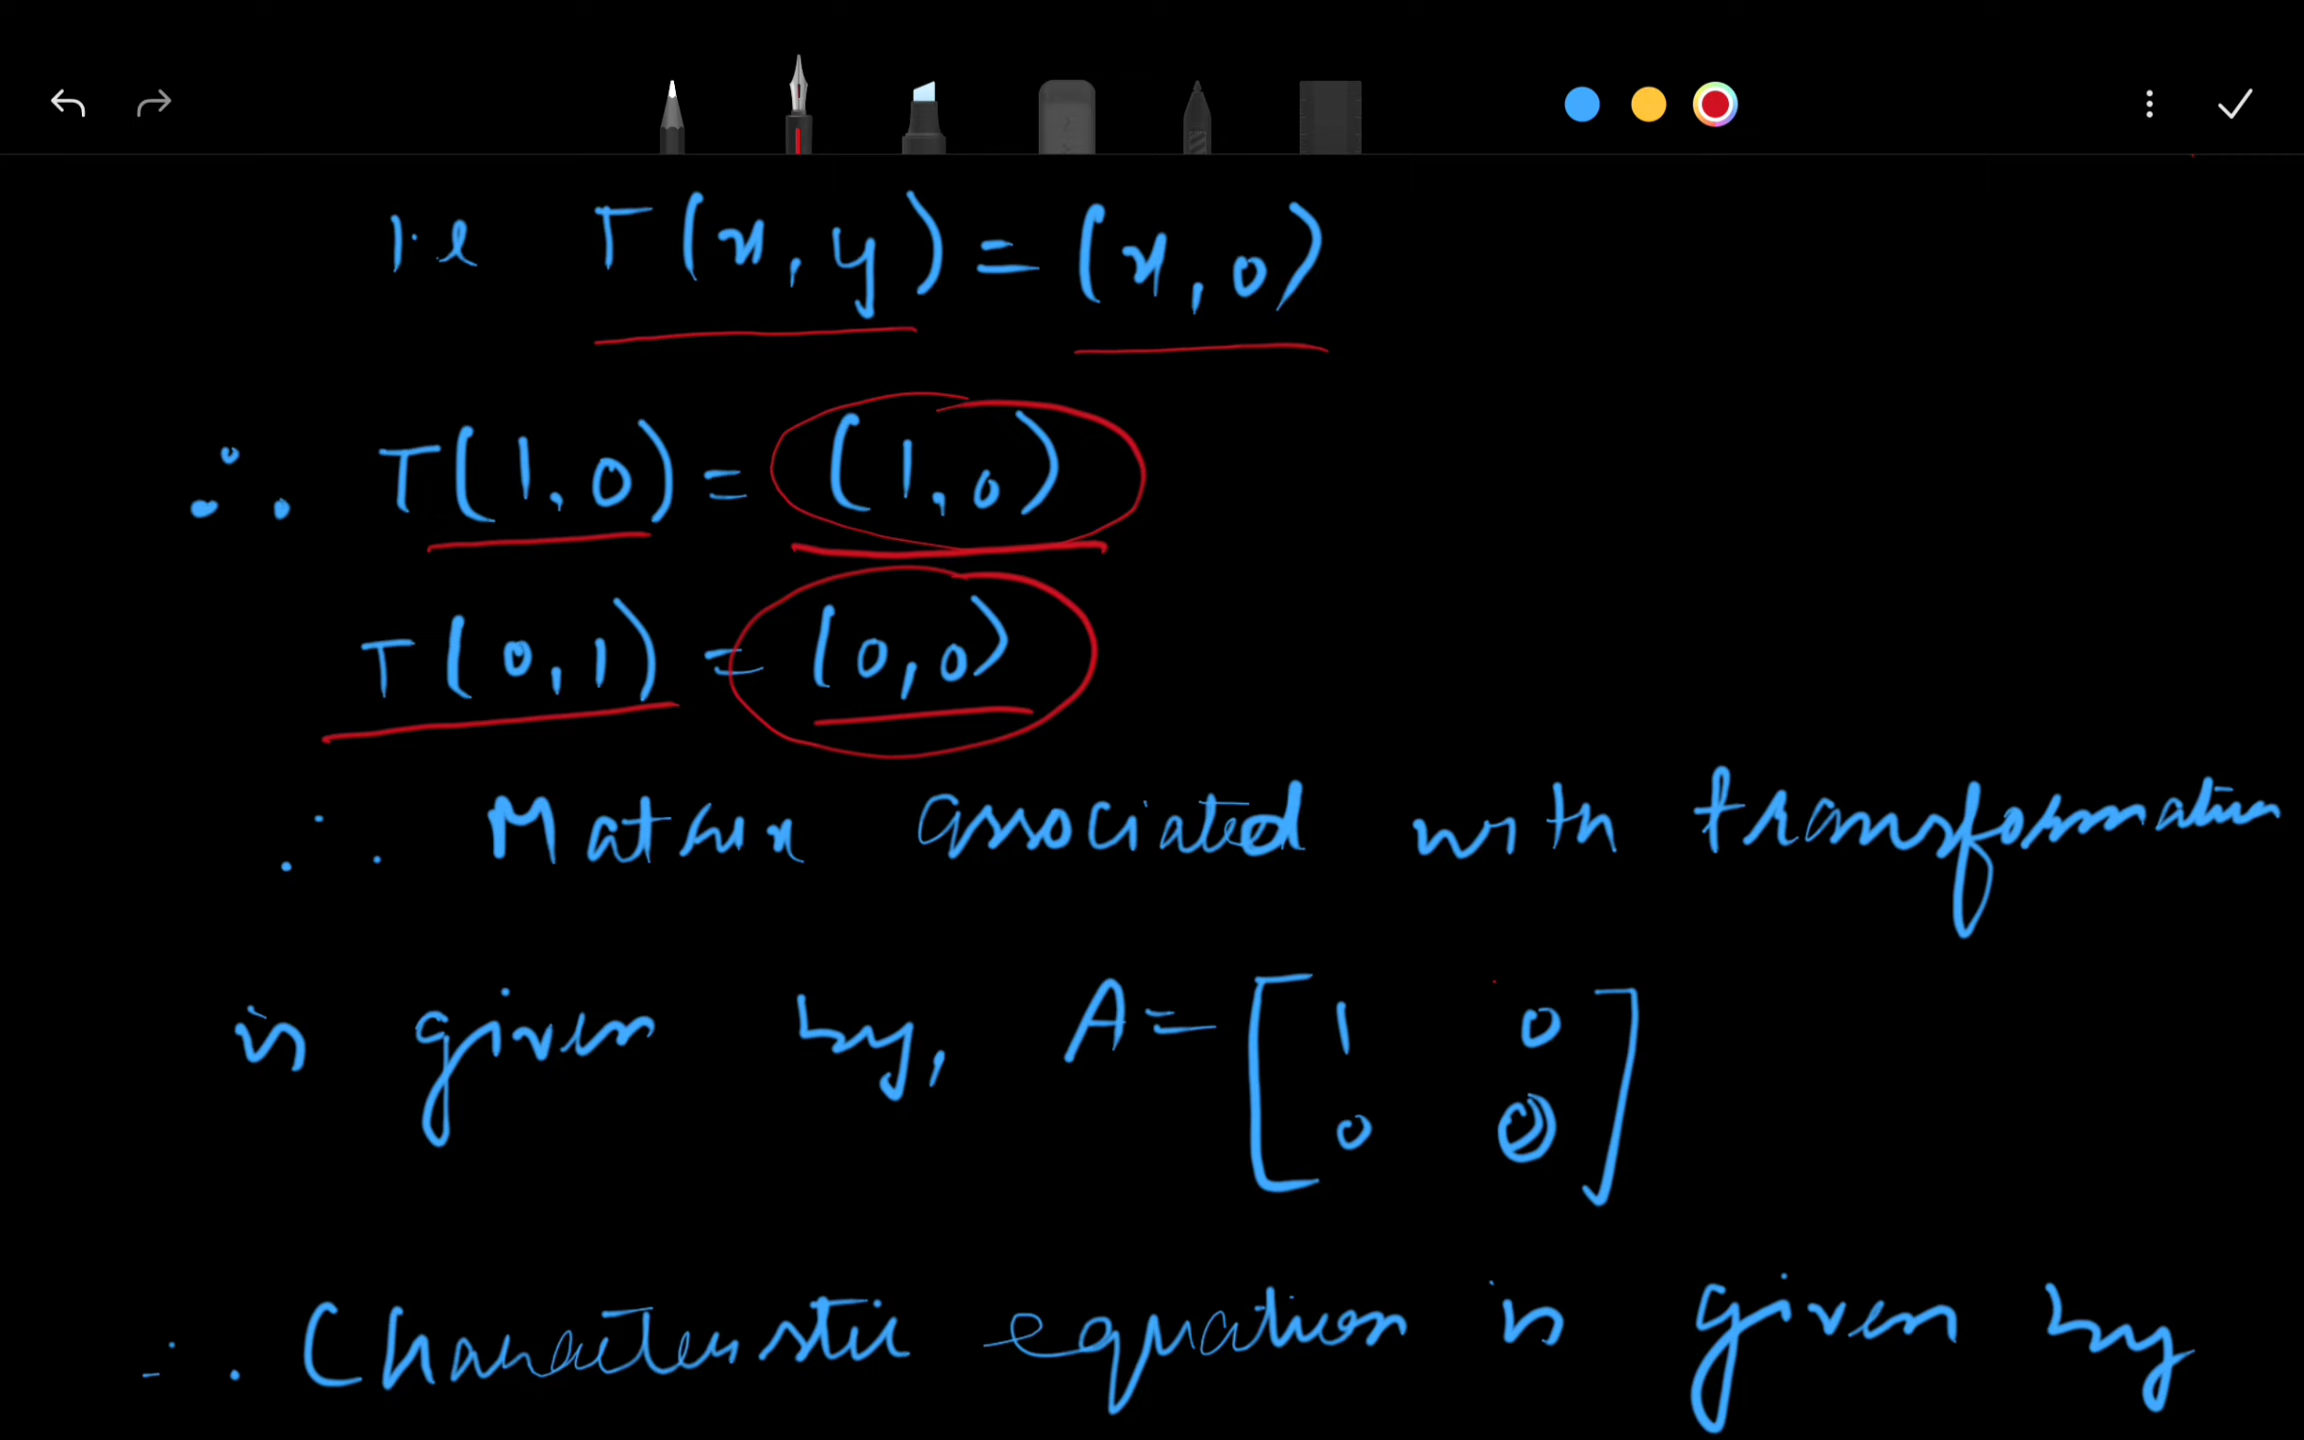 i.e T(x,y) = (x,0)
∴ T(1,0) = (1,0)
T(0,1) = (0,0)
∴ Matrix associated with transformation
is given by, A = [1 0
0 0]
∴ Characteristic equation is given by